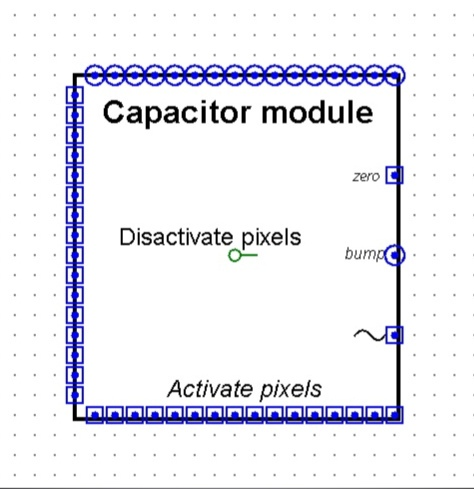 Capacitor module
zero
Disactivate pixels
bump
Activate pixels